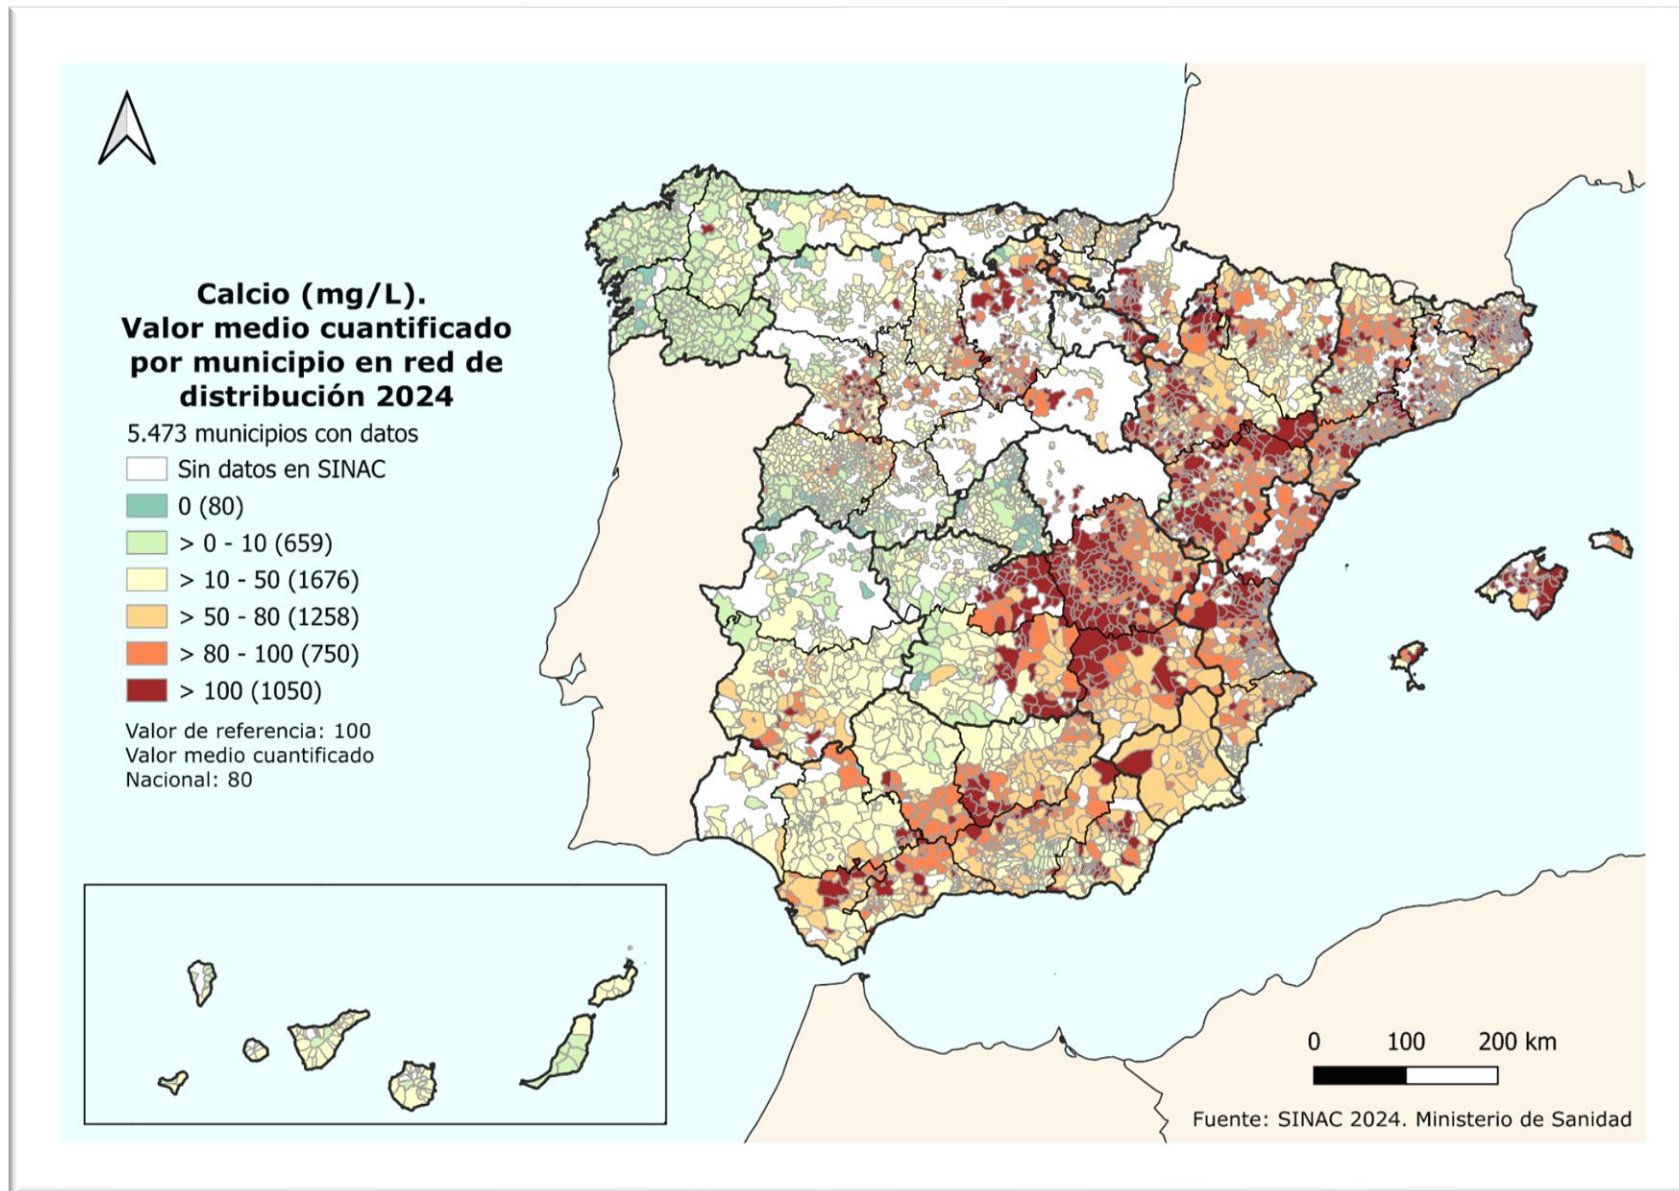 Calcio (mg/L).
Valor medio cuantificado
por municipio en red de
distribución 2024
5.473 municipios con datos
Sin datos en SINAC
0 (80)
> 0 - 10 (659)
> 10 - 50 (1676)
> 50 - 80 (1258)
> 80 - 100 (750)
> 100 (1050)
Valor de referencia: 100
Valor medio cuantificado
Nacional: 80
0 100 200 km
Fuente: SINAC 2024. Ministerio de Sanidad